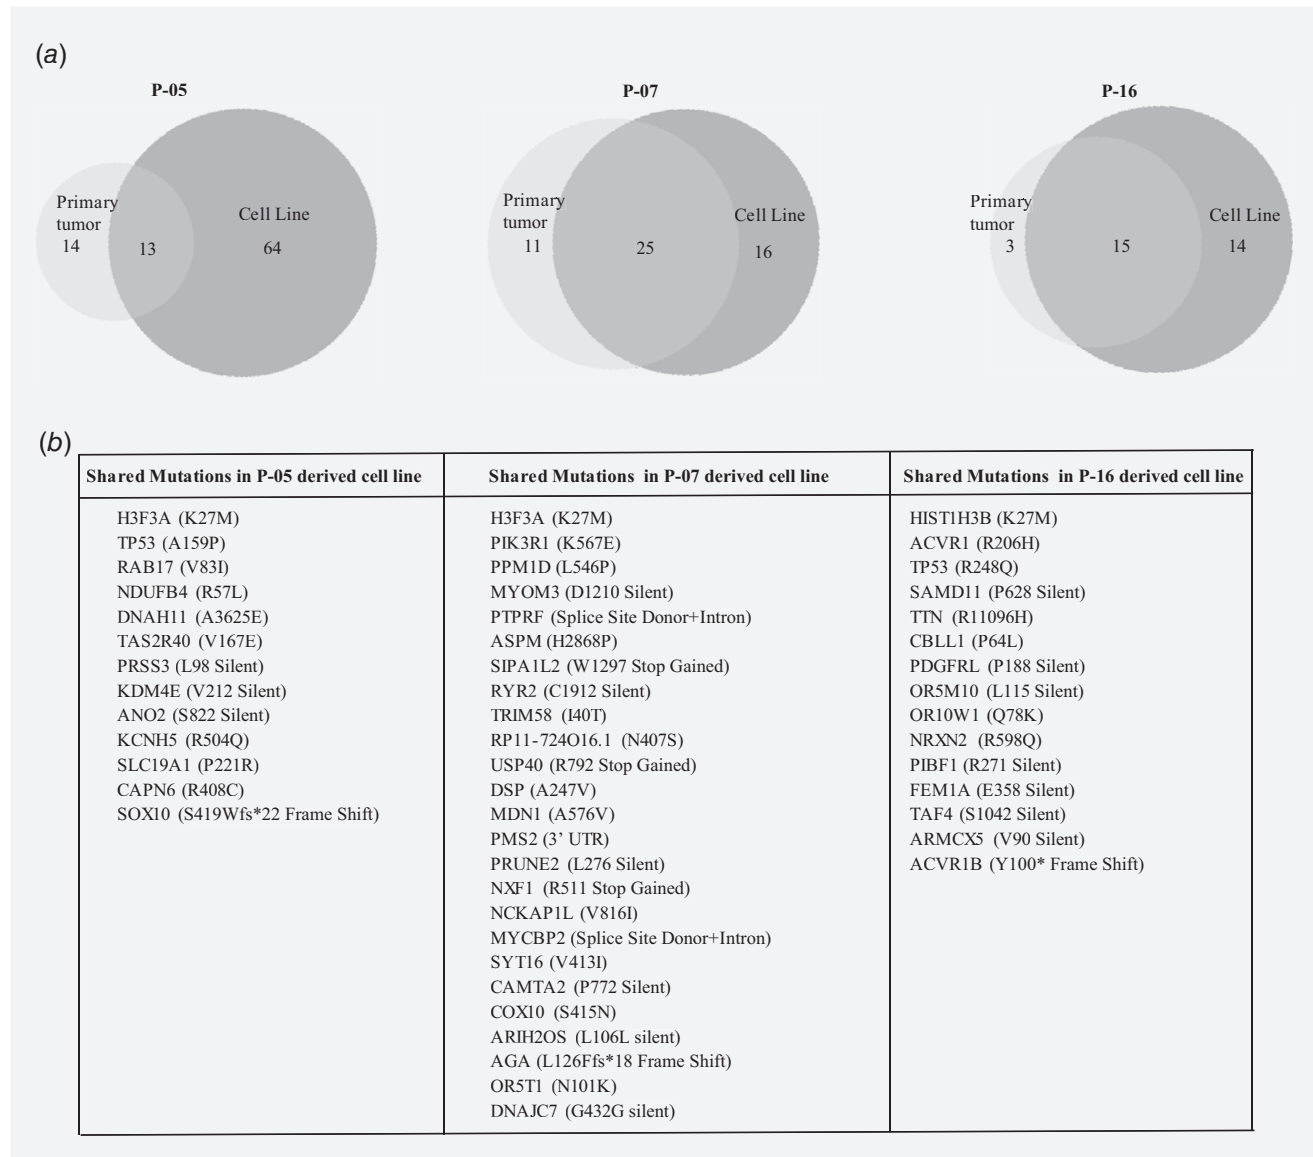 (a)
P-05
Primary
tumor
14
13
Cell Line
64
P-07
Primary
tumor
11
25
Cell Line
16
P-16
Primary
tumor
3
15
Cell Line
14
(b)
Shared Mutations in P-05 derived cell line
H3F3A (K27M)
TP53 (A159P)
RAB17 (V83I)
NDUFB4 (R57L)
DNAH11 (A3625E)
TAS2R40 (V167E)
PRSS3 (L98 Silent)
KDM4E (V212 Silent)
ANO2 (S822 Silent)
KCNH5 (R504Q)
SLC19A1 (P221R)
CAPN6 (R408C)
SOX10 (S419Wfs*22 Frame Shift)
Shared Mutations in P-07 derived cell line
H3F3A (K27M)
PIK3R1 (K567E)
PPM1D (L546P)
MYOM3 (D1210 Silent)
PTPRF (Splice Site Donor+Intron)
ASPM (H2868P)
SIPA1L2 (W1297 Stop Gained)
RYR2 (C1912 Silent)
TRIM58 (I40T)
RP11-724O16.1 (N407S)
USP40 (R792 Stop Gained)
DSP (A247V)
MDN1 (A576V)
PMS2 (3’ UTR)
PRUNE2 (L276 Silent)
NXF1 (R511 Stop Gained)
NCKAP1L (V816I)
MYCBP2 (Splice Site Donor+Intron)
SYT16 (V413I)
CAMTA2 (P772 Silent)
COX10 (S415N)
ARIH2OS (L106L silent)
AGA (L126Ffs*18 Frame Shift)
OR5T1 (N101K)
DNAJC7 (G432G silent)
Shared Mutations in P-16 derived cell line
HIST1H3B (K27M)
ACVR1 (R206H)
TP53 (R248Q)
SAMD11 (P628 Silent)
TTN (R11096H)
CBLL1 (P64L)
PDGFRL (P188 Silent)
OR5M10 (L115 Silent)
OR10W1 (Q78K)
NRXN2 (R598Q)
PIBF1 (R271 Silent)
FEM1A (E358 Silent)
TAF4 (S1042 Silent)
ARMCX5 (V90 Silent)
ACVR1B (Y100* Frame Shift)